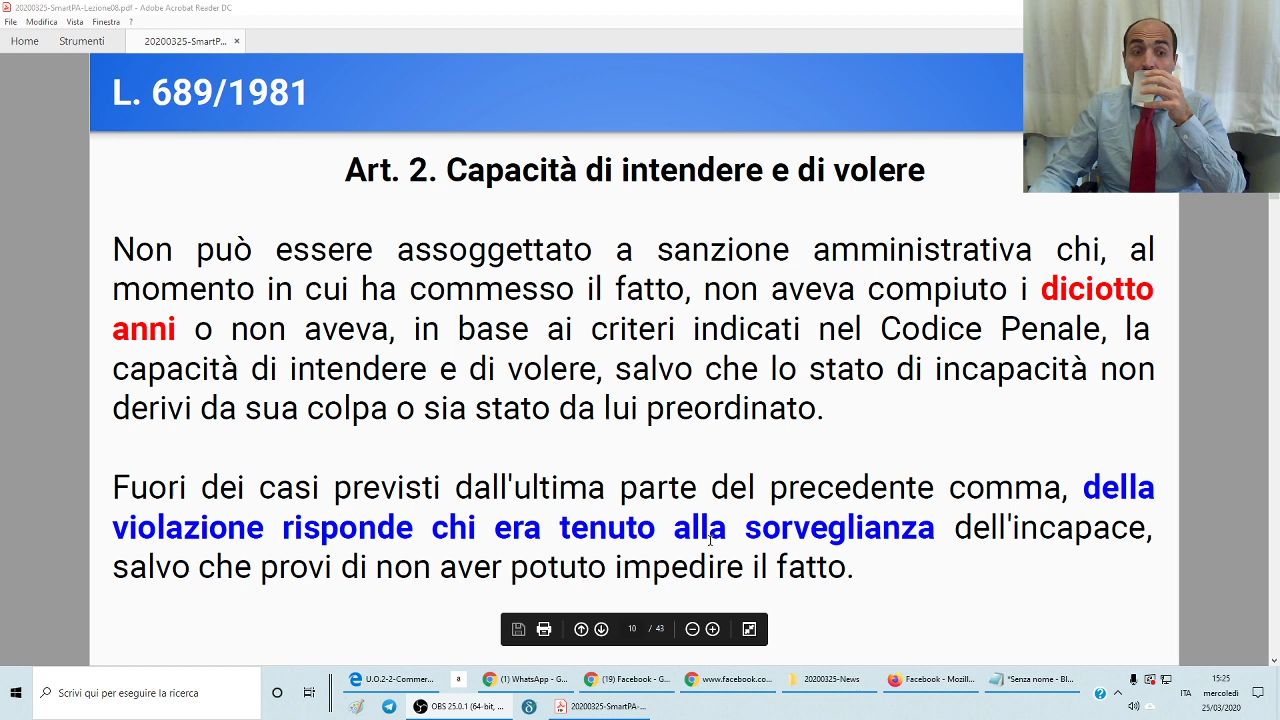 20200325-SmartPA-Lezione08.pdf - Adobe Acrobat Reader DC
File Modifica Vista Finestra ?
Home Strumenti 20200325-SmartP... ×
L. 689/1981
Art. 2. Capacità di intendere e di volere
Non può essere assoggettato a sanzione amministrativa chi, al
momento in cui ha commesso il fatto, non aveva compiuto i diciotto
anni o non aveva, in base ai criteri indicati nel Codice Penale, la
capacità di intendere e di volere, salvo che lo stato di incapacità non
derivi da sua colpa o sia stato da lui preordinato.
Fuori dei casi previsti dall'ultima parte del precedente comma, della
violazione risponde chi era tenuto alla sorveglianza dell'incapace,
salvo che provi di non aver potuto impedire il fatto.
10 / 43
Scrivi qui per eseguire la ricerca
U.O.2-2-Commer... a (1) WhatsApp - G... (19) Facebook - G... www.facebook.co... 20200325-News Facebook - Mozill... *Senza nome - Bl...
OBS 25.0.1 (64-bit, ... 20200325-SmartPA-...
ITA
15:25
mercoledì
25/03/2020